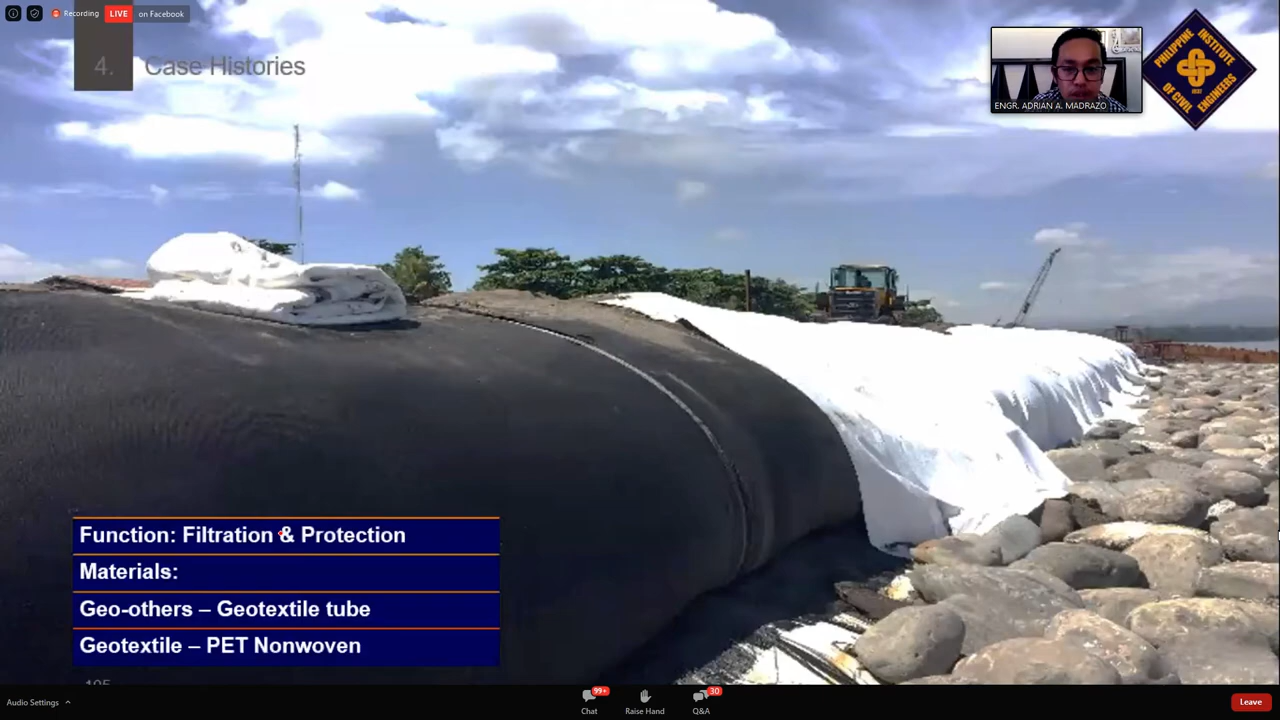 Recording
LIVE
on Facebook
4.
Case Histories
ENGR. ADRIAN A. MADRAZO
PHILIPPINE INSTITUTE
OF CIVIL ENGINEERS
Function: Filtration & Protection
Materials:
Geo-others – Geotextile tube
Geotextile – PET Nonwoven
Audio Settings
99+
Chat
Raise Hand
30
Q&A
Leave